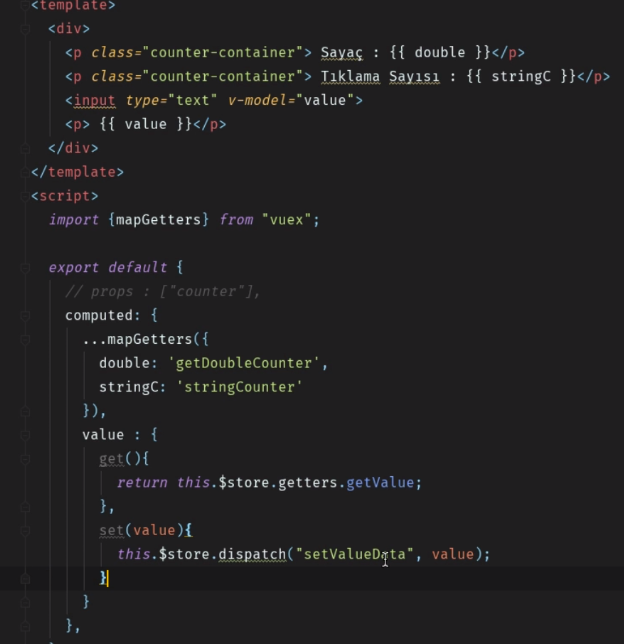 <template>
<div>
<p class="counter-container"> Sayaç : {{ double }}</p>
<p class="counter-container"> Tıklama Sayısı : {{ stringC }}</p>
<input type="text" v-model="value">
<p> {{ value }}</p>
</div>
</template>
<script>
import {mapGetters} from "vuex";
export default {
// props : ["counter"],
computed: {
...mapGetters({
double: 'getDoubleCounter',
stringC: 'stringCounter'
}),
value : {
get(){
return this.$store.getters.getValue;
},
set(value){
this.$store.dispatch("setValueData", value);
}
}
},